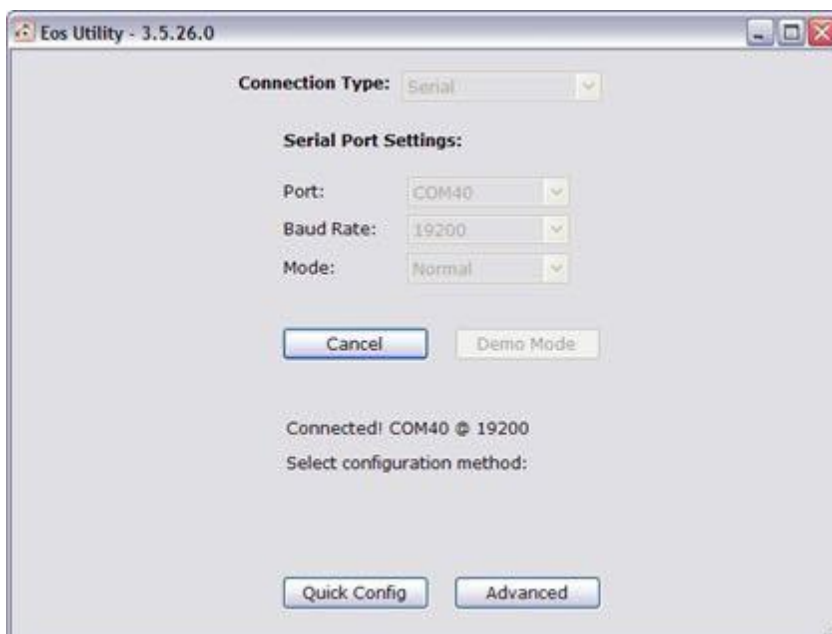 Eos Utility - 3.5.26.0
Connection Type: Serial
Serial Port Settings:
Port: COM40
Baud Rate: 19200
Mode: Normal
Cancel Demo Mode
Connected! COM40 @ 19200
Select configuration method:
Quick Config Advanced